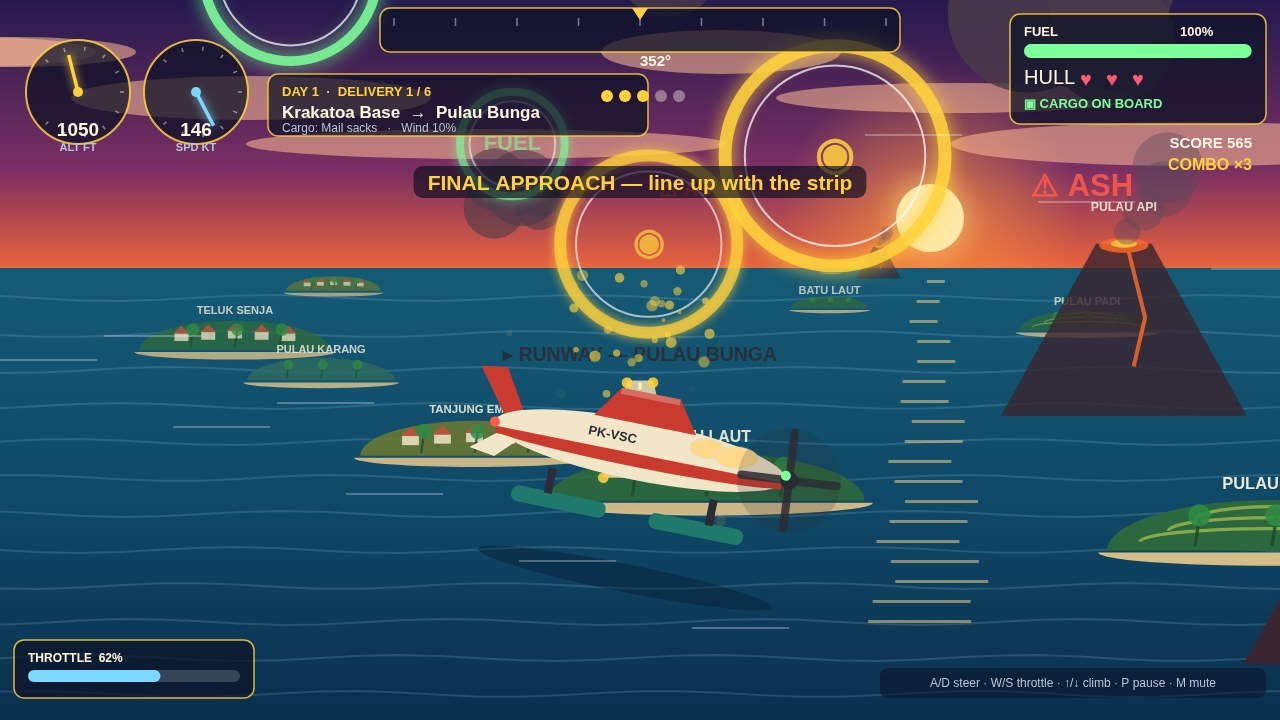 352°
1050
ALT FT
146
SPD KT
DAY 1 · DELIVERY 1 / 6
Krakatoa Base → Pulau Bunga
Cargo: Mail sacks · Wind 10%
FUEL 100%
HULL ♥ ♥ ♥
▣ CARGO ON BOARD
SCORE 565
COMBO ×3
FUEL
FINAL APPROACH — line up with the strip
⚠ ASH
PULAU API
BATU LAUT
PULAU PADI
TELUK SENJA
PULAU KARANG
▸ RUNWAY — PULAU BUNGA
TANJUNG EM
LAUT
PK-VSC
PULAU
THROTTLE 62%
A/D steer · W/S throttle · ↑/↓ climb · P pause · M mute